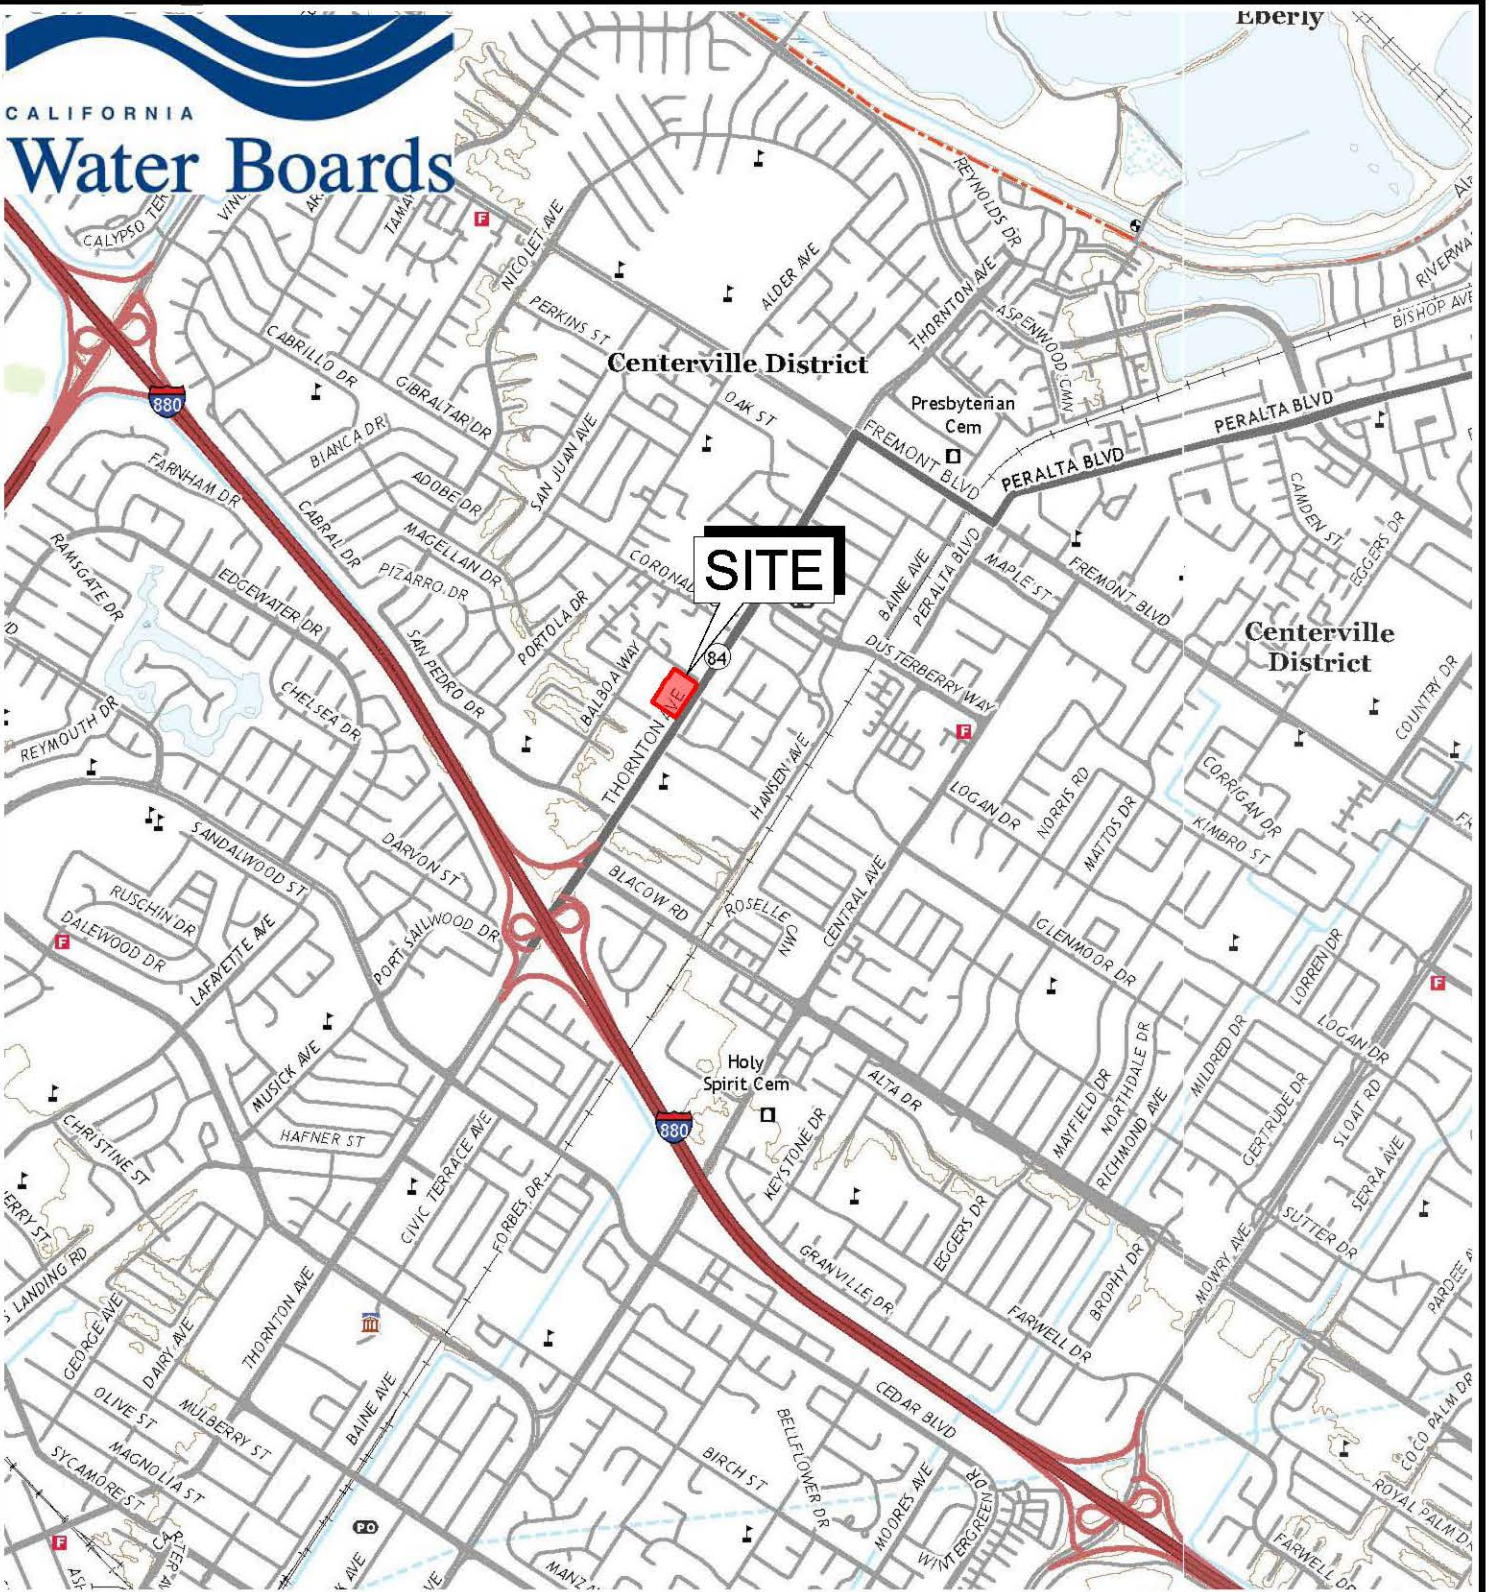 Eberly
CALIFORNIA
Water Boards
CALYPSO TER
NICOLET AVE
REYNOLDS DR
ALDER AVE
THORNTON AVE
RIVERWA
BISHOP AVE
PERKINS ST
ASPENWOOD CMN
CABRILLO DR
Centerville District
GIBRALTAR DR
880
OAK ST
Presbyterian
Cem
PERALTA BLVD
BIANCA DR
SAN JUAN AVE
FREMONT BLVD
FARNHAM DR
ADOBE DR
PERALTA BLVD
CAMDEN ST
CABRAL DR
MAGELLAN DR
EGGERS DR
RAMSGATE DR
PIZARRO DR
SITE
BAINE AVE
PERALTA BLVD
MAPLE ST
FREMONT BLVD
EDGEWATER DR
PORTOLA DR
Centerville
District
SAN PEDRO DR
BALBOA WAY
84
DUSTERBERRY WAY
COUNTRY DR
CHELSEA DR
REYMOUTH DR
THORNTON AVE
HANSEN AVE
LOGAN DR
NORRIS RD
MATTOS DR
CORRIGAN DR
KIMBRO ST
SANDALWOOD ST
DARVON ST
BLACOW RD
ROSELLE
CMN
CENTRAL AVE
RUSCHIN DR
DALEWOOD DR
LAFAYETTE AVE
PORT SAILWOOD DR
GLENMOOR DR
LORREN DR
LOGAN DR
MUSICK AVE
Holy
Spirit Cem
ALTA DR
MAYFIELD DR
NORTHDALE DR
RICHMOND AVE
MILDRED DR
GERTRUDE DR
SLOAT RD
SERRA AVE
880
CHRISTINE ST
HAFNER ST
CIVIC TERRACE AVE
FORBES DR
KEYSTONE DR
EGGERS DR
SUTTER DR
LANDING RD
GRANVILLE DR
BROPHY DR
MOWRY AVE
GEORGE AVE
DAIRY AVE
THORNTON AVE
FARWELL DR
OLIVE ST
MULBERRY ST
BAINE AVE
CEDAR BLVD
COCO PALM DR
MAGNOLIA ST
SYCAMORE ST
BIRCH ST
BELLFLOWER DR
MOORES AVE
WINTERGREEN DR
ROYAL PALM DR
PO
FARWELL DR